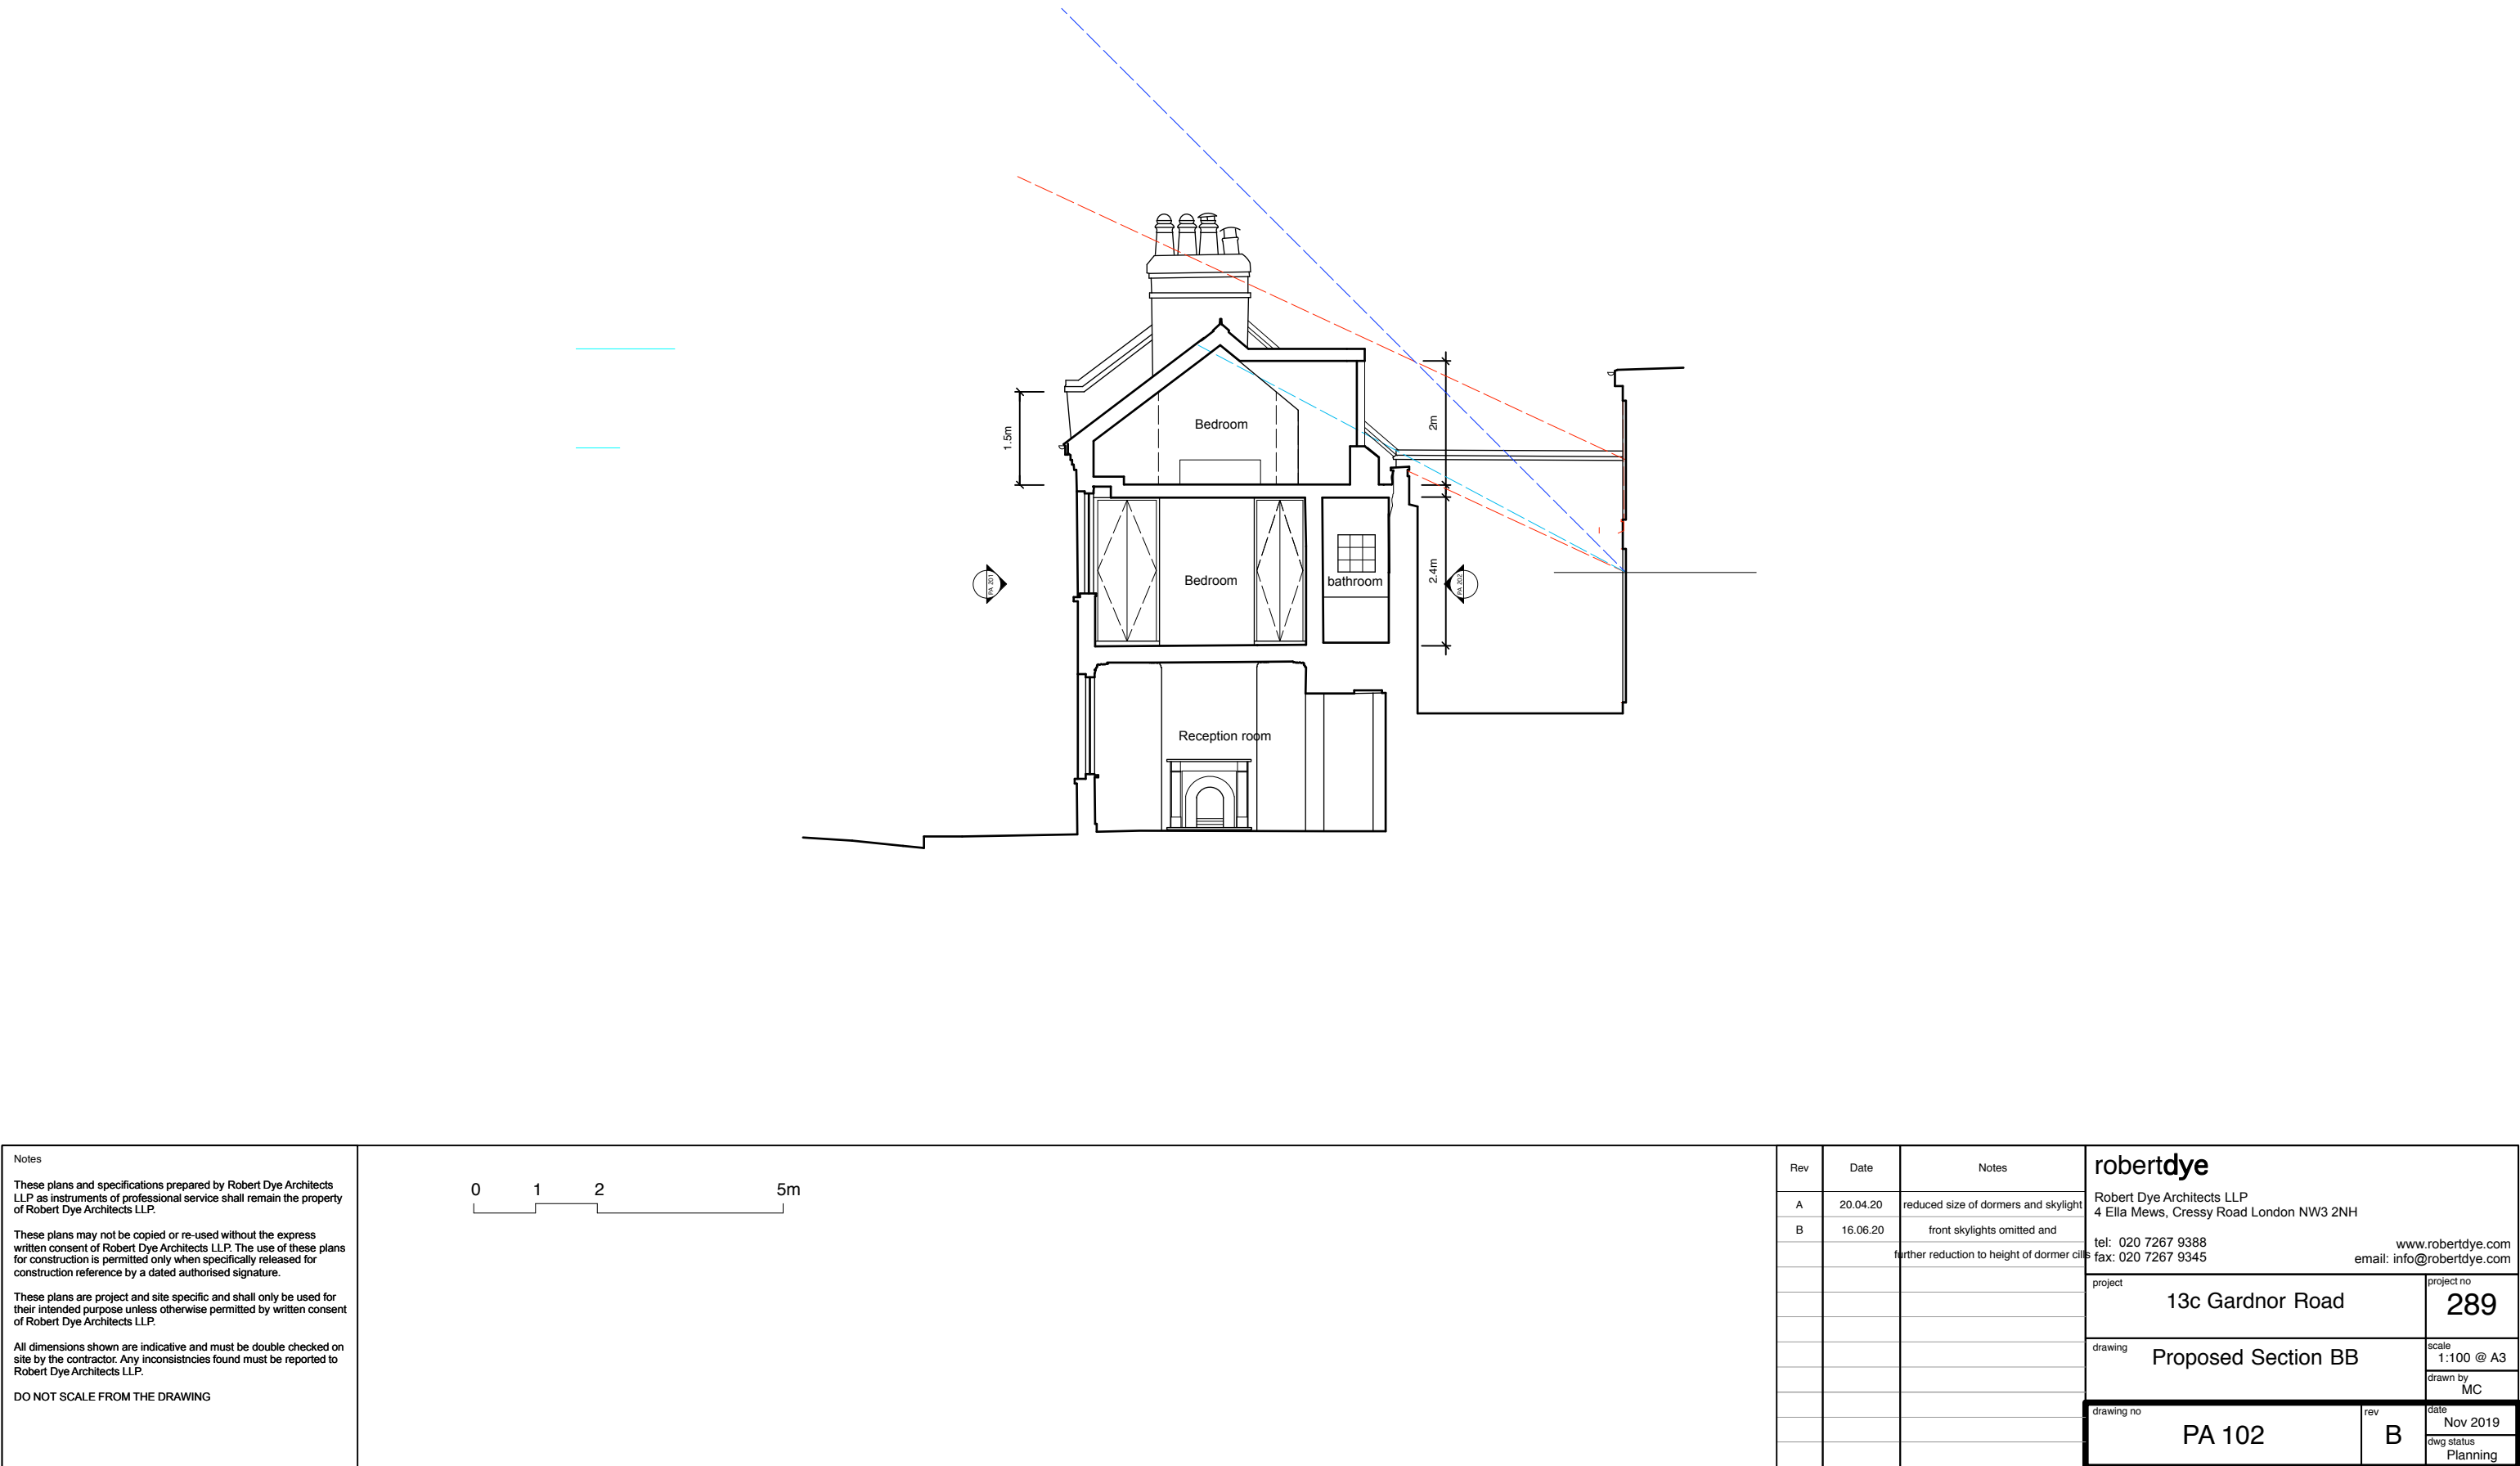 1.5m
Bedroom
2m
Bedroom
bathroom
2.4m
PA 201
PA 202
Reception room
Notes
These plans and specifications prepared by Robert Dye Architects
LLP as instruments of professional service shall remain the property
of Robert Dye Architects LLP.
These plans may not be copied or re-used without the express
written consent of Robert Dye Architects LLP. The use of these plans
for construction is permitted only when specifically released for
construction reference by a dated authorised signature.
These plans are project and site specific and shall only be used for
their intended purpose unless otherwise permitted by written consent
of Robert Dye Architects LLP.
All dimensions shown are indicative and must be double checked on
site by the contractor. Any inconsistncies found must be reported to
Robert Dye Architects LLP.
DO NOT SCALE FROM THE DRAWING
0 1 2 5m
Rev Date Notes
A 20.04.20 reduced size of dormers and skylight
B 16.06.20 front skylights omitted and
further reduction to height of dormer cills
robertdye
Robert Dye Architects LLP
4 Ella Mews, Cressy Road London NW3 2NH
tel: 020 7267 9388 www.robertdye.com
fax: 020 7267 9345 email: info@robertdye.com
project
13c Gardnor Road
project no
289
drawing
Proposed Section BB
scale
1:100 @ A3
drawn by
MC
drawing no
PA 102
rev
B
date
Nov 2019
dwg status
Planning